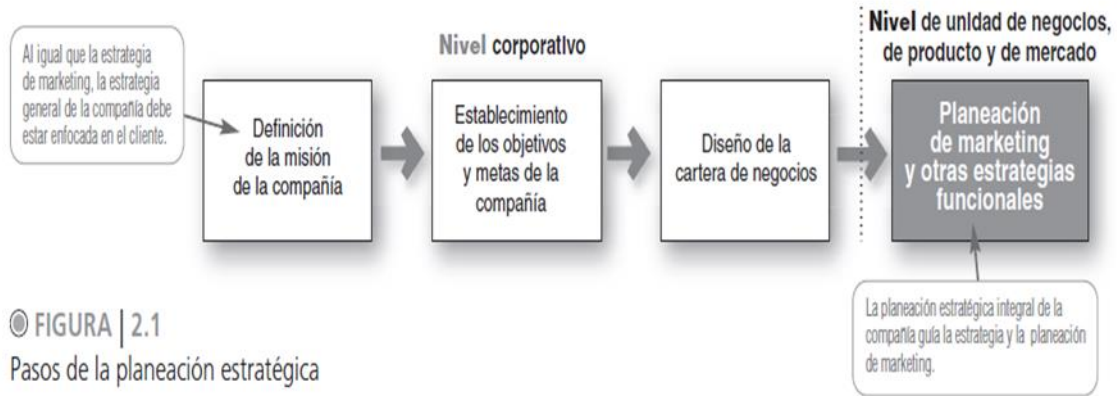 Al igual que la estrategia
de marketing, la estrategia
general de la compañía debe
estar enfocada en el cliente.
Nivel corporativo
Nivel de unidad de negocios,
de producto y de mercado
Definición
de la misión
de la compañía
Establecimiento
de los objetivos
y metas de la
compañía
Diseño de la
cartera de negocios
Planeación
de marketing
y otras estrategias
funcionales
La planeación estratégica integral de la
compañía guía la estrategia y la planeación
de marketing.
FIGURA | 2.1
Pasos de la planeación estratégica